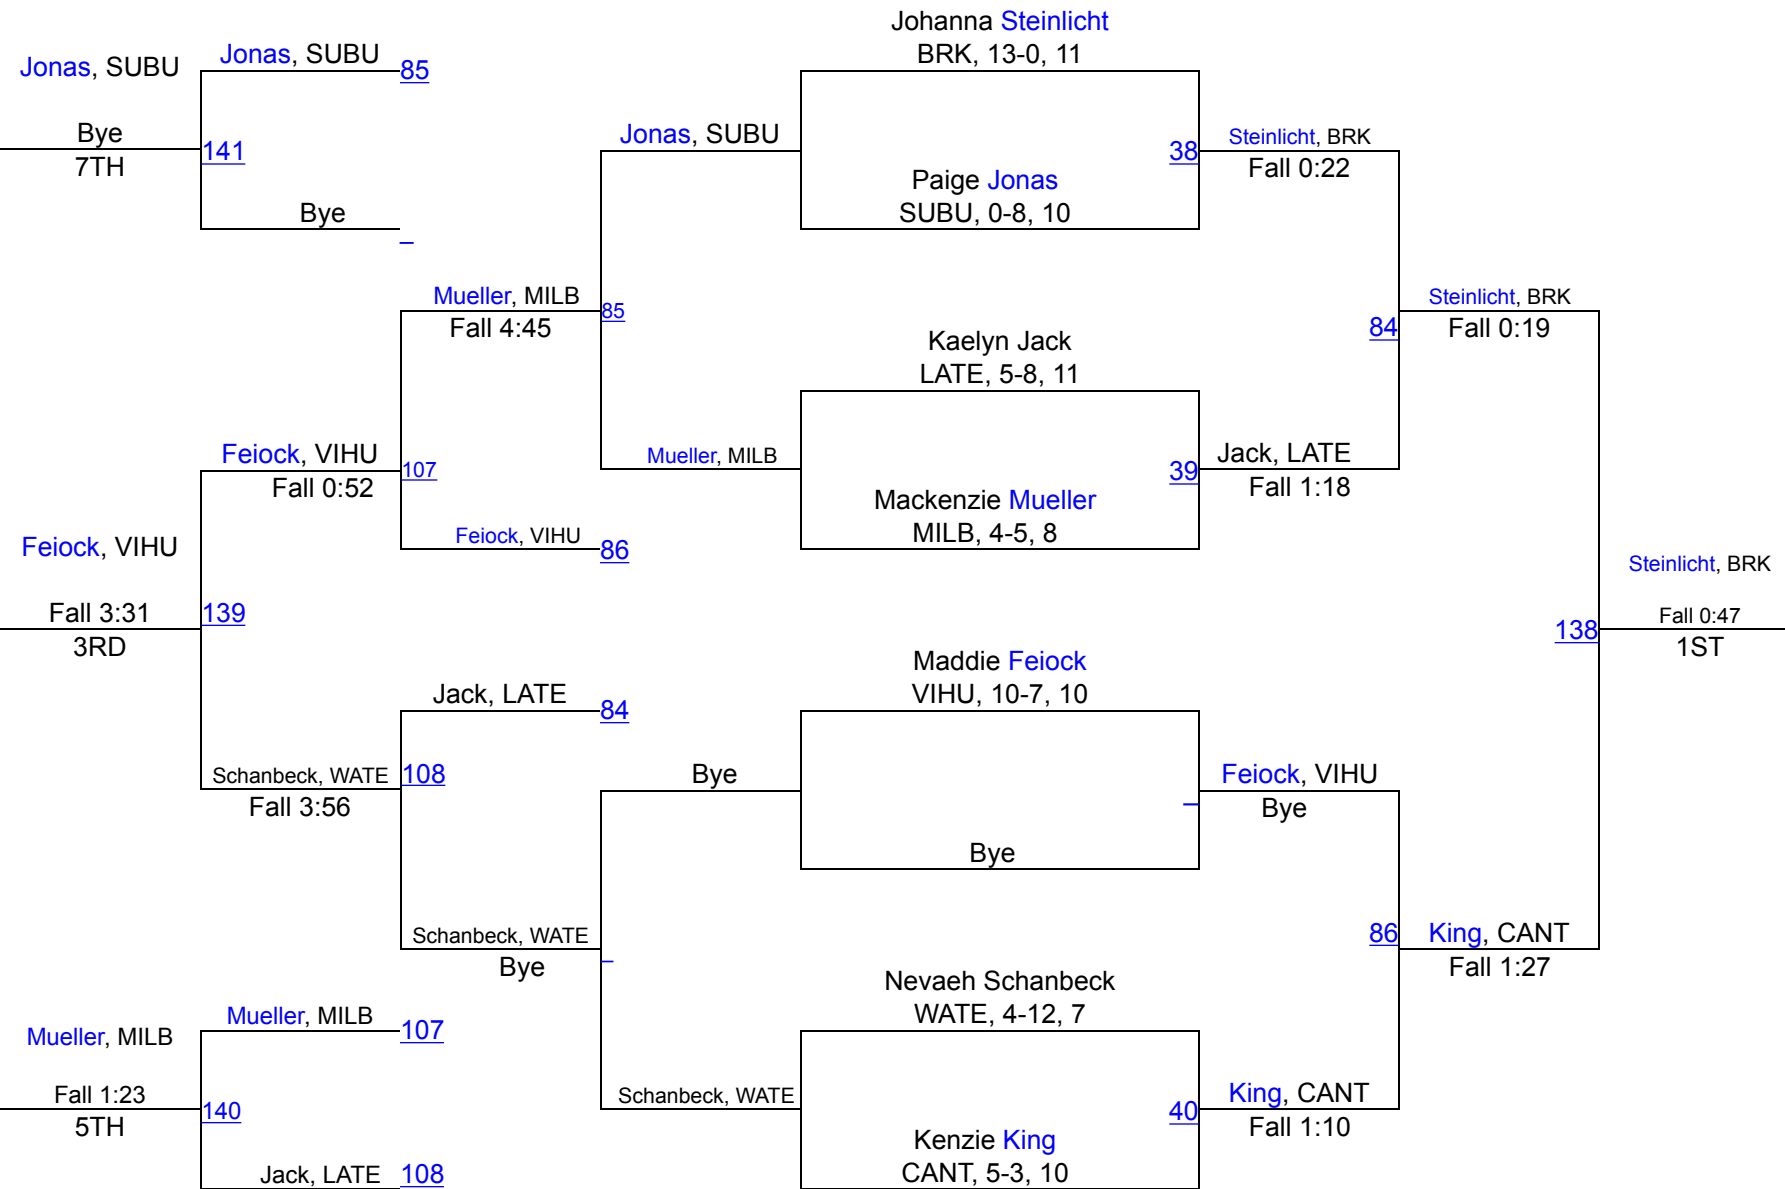 Johanna Steinlicht
BRK, 13-0, 11
Jonas, SUBU
Jonas, SUBU
85
Bye
7TH
141
Jonas, SUBU
38
Steinlicht, BRK
Fall 0:22
Paige Jonas
SUBU, 0-8, 10
Bye
Mueller, MILB
Fall 4:45
85
Steinlicht, BRK
Fall 0:19
84
Kaelyn Jack
LATE, 5-8, 11
Feiock, VIHU
Fall 0:52
107
Mueller, MILB
39
Jack, LATE
Fall 1:18
Mackenzie Mueller
MILB, 4-5, 8
Feiock, VIHU
86
Feiock, VIHU
Fall 3:31
3RD
139
Steinlicht, BRK
Fall 0:47
1ST
138
Maddie Feiock
VIHU, 10-7, 10
Jack, LATE
84
Schanbeck, WATE
Fall 3:56
108
Bye
Feiock, VIHU
Bye
Bye
Schanbeck, WATE
Bye
86
King, CANT
Fall 1:27
Nevaeh Schanbeck
WATE, 4-12, 7
Mueller, MILB
Mueller, MILB
107
Fall 1:23
5TH
140
Schanbeck, WATE
40
King, CANT
Fall 1:10
Kenzie King
CANT, 5-3, 10
Jack, LATE
108